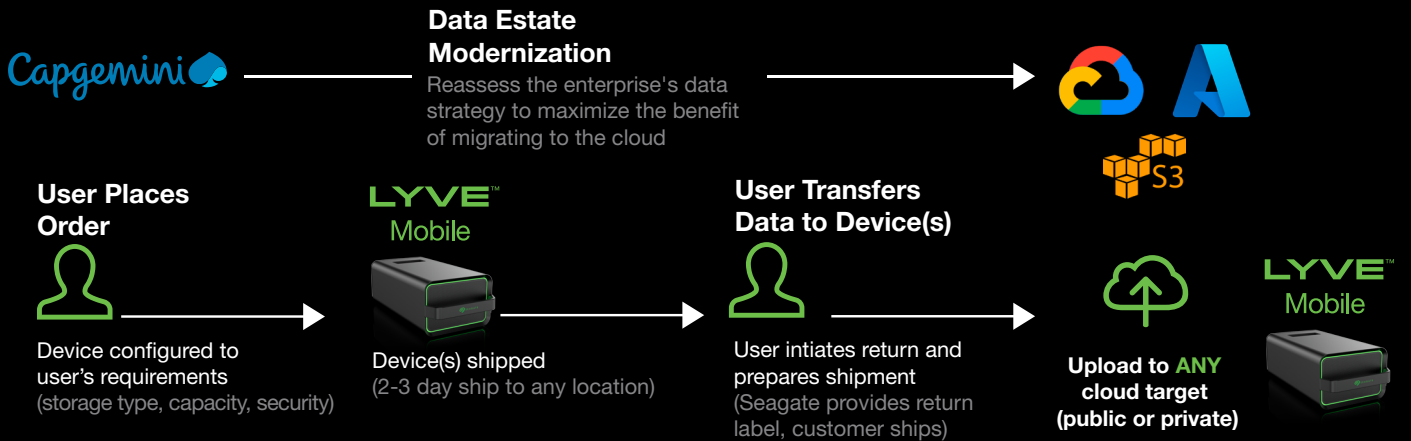 Capgemini
Data Estate
Modernization
Reassess the enterprise's data
strategy to maximize the benefit
of migrating to the cloud
S3
User Places
Order
Device configured to
user's requirements
(storage type, capacity, security)
LYVE™
Mobile
Device(s) shipped
(2-3 day ship to any location)
User Transfers
Data to Device(s)
User intiates return and
prepares shipment
(Seagate provides return
label, customer ships)
Upload to ANY
cloud target
(public or private)
LYVE™
Mobile